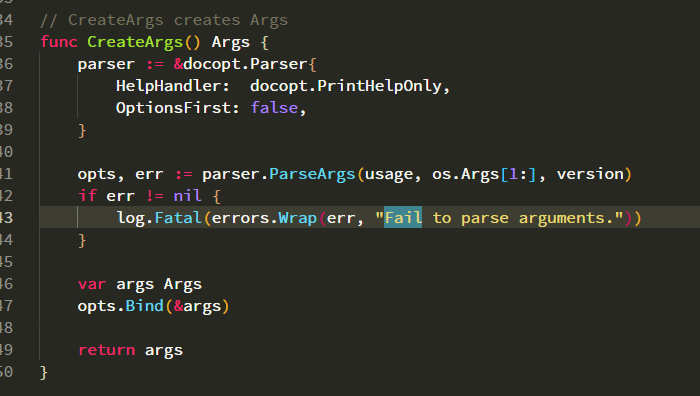 34 // CreateArgs creates Args
35 func CreateArgs() Args {
36 parser := &docopt.Parser{
37 HelpHandler:  docopt.PrintHelpOnly,
38 OptionsFirst: false,
39 }
40
41 opts, err := parser.ParseArgs(usage, os.Args[1:], version)
42 if err != nil {
43 log.Fatal(errors.Wrap(err, "Fail to parse arguments."))
44 }
45
46 var args Args
47 opts.Bind(&args)
48
49 return args
50 }